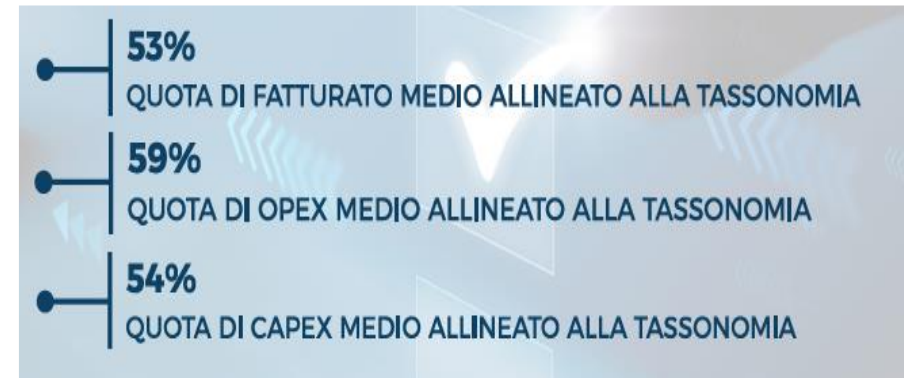 53%
QUOTA DI FATTURATO MEDIO ALLINEATO ALLA TASSONOMIA
59%
QUOTA DI OPEX MEDIO ALLINEATO ALLA TASSONOMIA
54%
QUOTA DI CAPEX MEDIO ALLINEATO ALLA TASSONOMIA